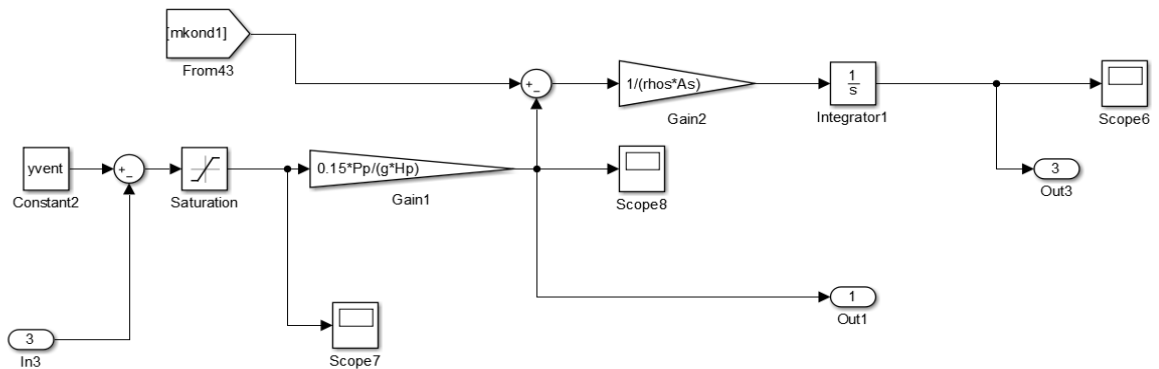 [mkond1]
From43
+
−
1/(rhos*As)
Gain2
1
s
Integrator1
Scope6
yvent
Constant2
+
−
Saturation
0.15*Pp/(g*Hp)
Gain1
Scope8
3
Out3
3
In3
Scope7
1
Out1